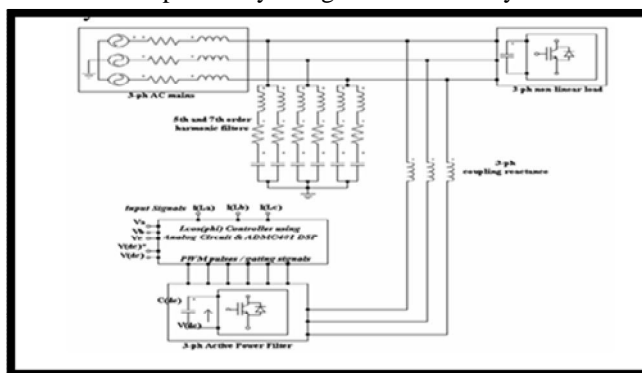 3-ph AC mains
3-ph non linear load
5th and 7th order
harmonic filters
3-ph
coupling reactance
Input Signals I(La) I(Lb) I(Lc)
Va
Vb
Vc
V(dc)*
V(dc)
Icos(phi) Controller using
Analog Circuit & ADMC401 DSP
PWM pulses / gating signals
C(dc)
V(dc)
3-ph Active Power Filter